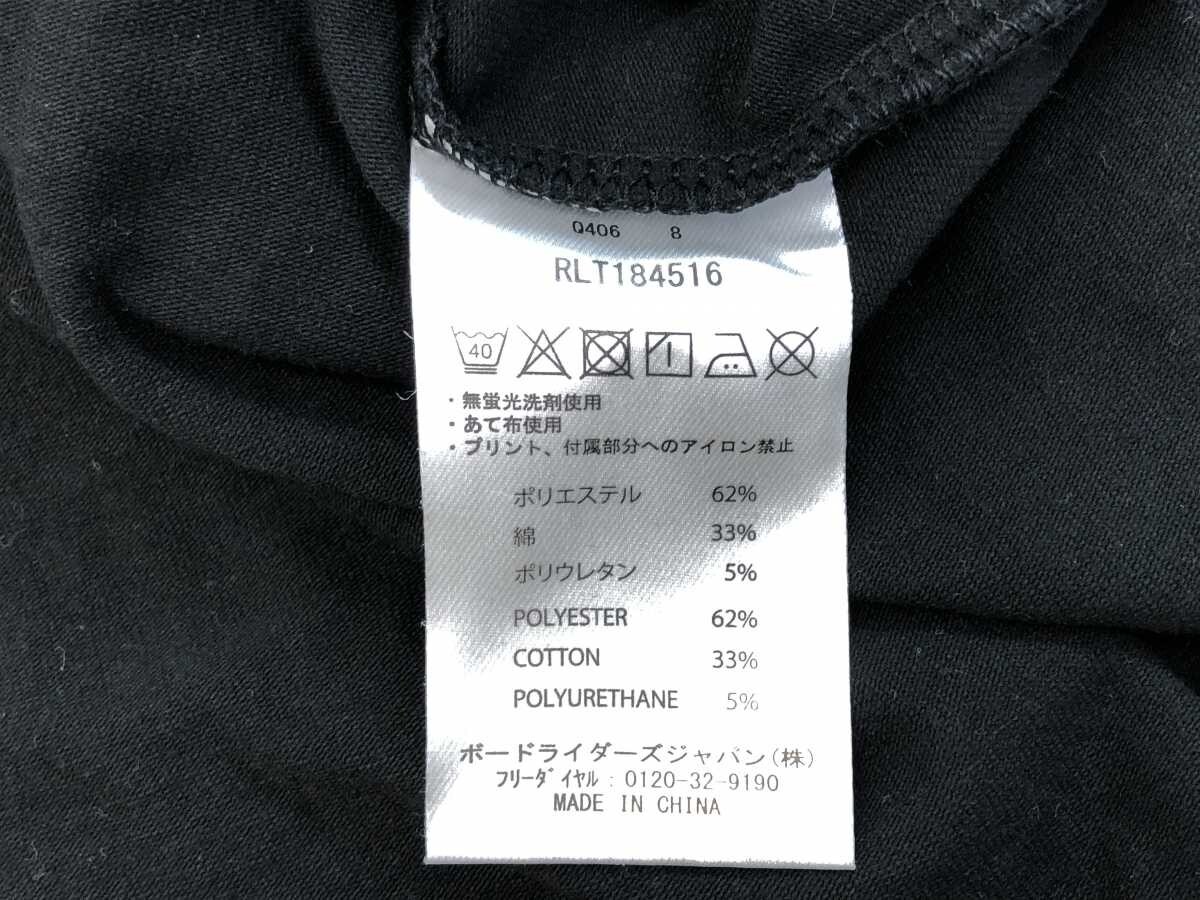 Q406 8
RLT184516
40
・無蛍光洗剤使用
・あて布使用
・プリント、付属部分へのアイロン禁止
ポリエステル 62%
綿 33%
ポリウレタン 5%
POLYESTER 62%
COTTON 33%
POLYURETHANE 5%
ボードライダーズジャパン(株)
フリーダイヤル:0120-32-9190
MADE IN CHINA